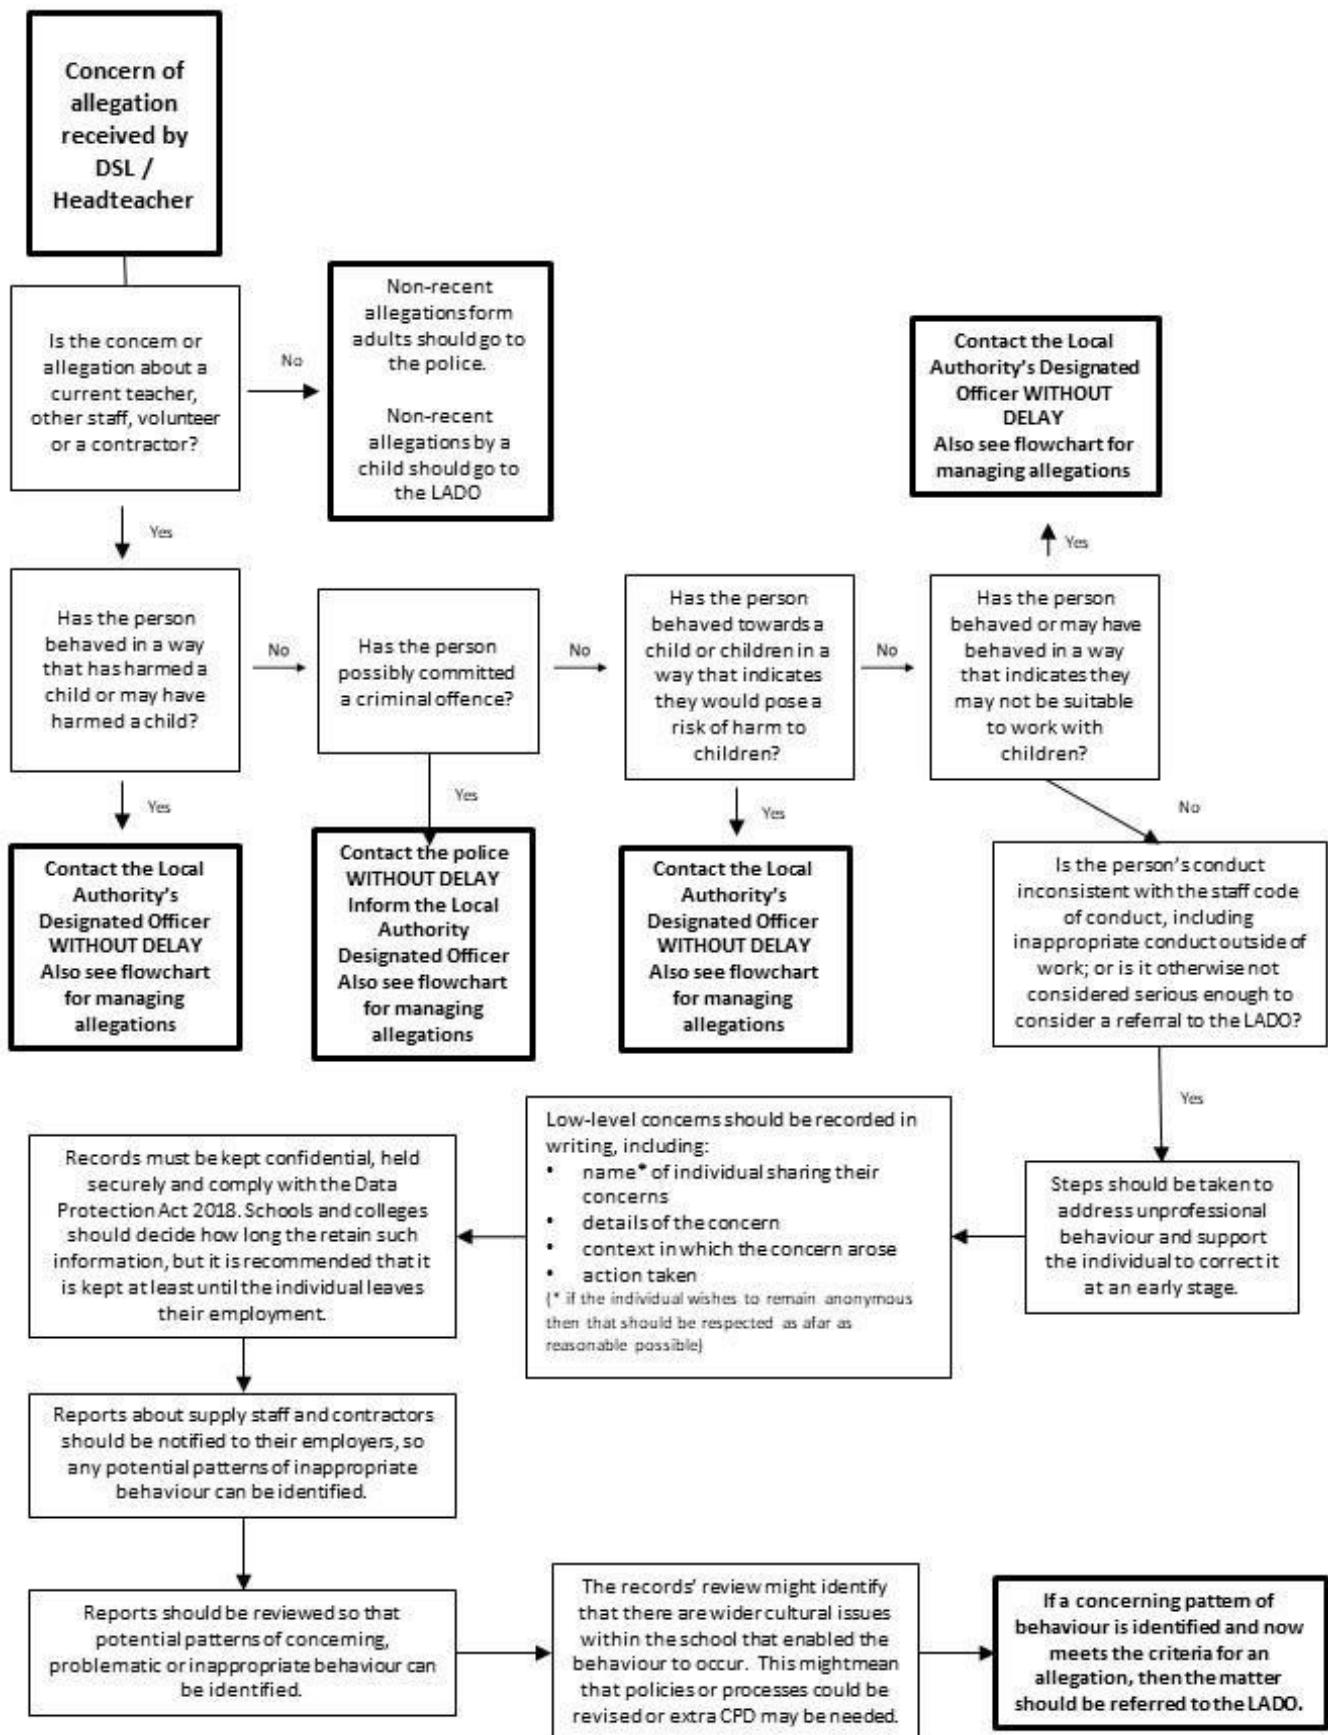 Concern of
allegation
received by
DSL /
Headteacher
Is the concern or
allegation about a
current teacher,
other staff, volunteer
or a contractor?
No
Non-recent
allegations form
adults should go to
the police.
Non-recent
allegations by a
child should go to
the LADO
Yes
Contact the Local
Authority's Designated
Officer WITHOUT
DELAY
Also see flowchart for
managing allegations
Yes
Has the person
behaved in a way
that has harmed a
child or may have
harmed a child?
No
Has the person
possibly committed
a criminal offence?
No
Has the person
behaved towards a
child or children in a
way that indicates
they would pose a
risk of harm to
children?
No
Has the person
behaved or may have
behaved in a way
that indicates they
may not be suitable
to work with
children?
Yes
Yes
Yes
No
Contact the Local
Authority's
Designated Officer
WITHOUT DELAY
Also see flowchart
for managing
allegations
Contact the police
WITHOUT DELAY
Inform the Local
Authority
Designated Officer
Also see flowchart
for managing
allegations
Contact the Local
Authority's
Designated Officer
WITHOUT DELAY
Also see flowchart
for managing
allegations
Is the person's conduct
inconsistent with the staff code
of conduct, including
inappropriate conduct outside of
work; or is it otherwise not
considered serious enough to
consider a referral to the LADO?
Yes
Steps should be taken to
address unprofessional
behaviour and support
the individual to correct it
at an early stage.
Low-level concerns should be recorded in
writing, including:
• name* of individual sharing their
concerns
• details of the concern
• context in which the concern arose
• action taken
(* if the individual wishes to remain anonymous
then that should be respected as afar as
reasonable possible)
Records must be kept confidential, held
securely and comply with the Data
Protection Act 2018. Schools and colleges
should decide how long the retain such
information, but it is recommended that it
is kept at least until the individual leaves
their employment.
Reports about supply staff and contractors
should be notified to their employers, so
any potential patterns of inappropriate
behaviour can be identified.
Reports should be reviewed so that
potential patterns of concerning,
problematic or inappropriate behaviour can
be identified.
The records' review might identify
that there are wider cultural issues
within the school that enabled the
behaviour to occur. This might mean
that policies or processes could be
revised or extra CPD may be needed.
If a concerning pattern of
behaviour is identified and now
meets the criteria for an
allegation, then the matter
should be referred to the LADO.